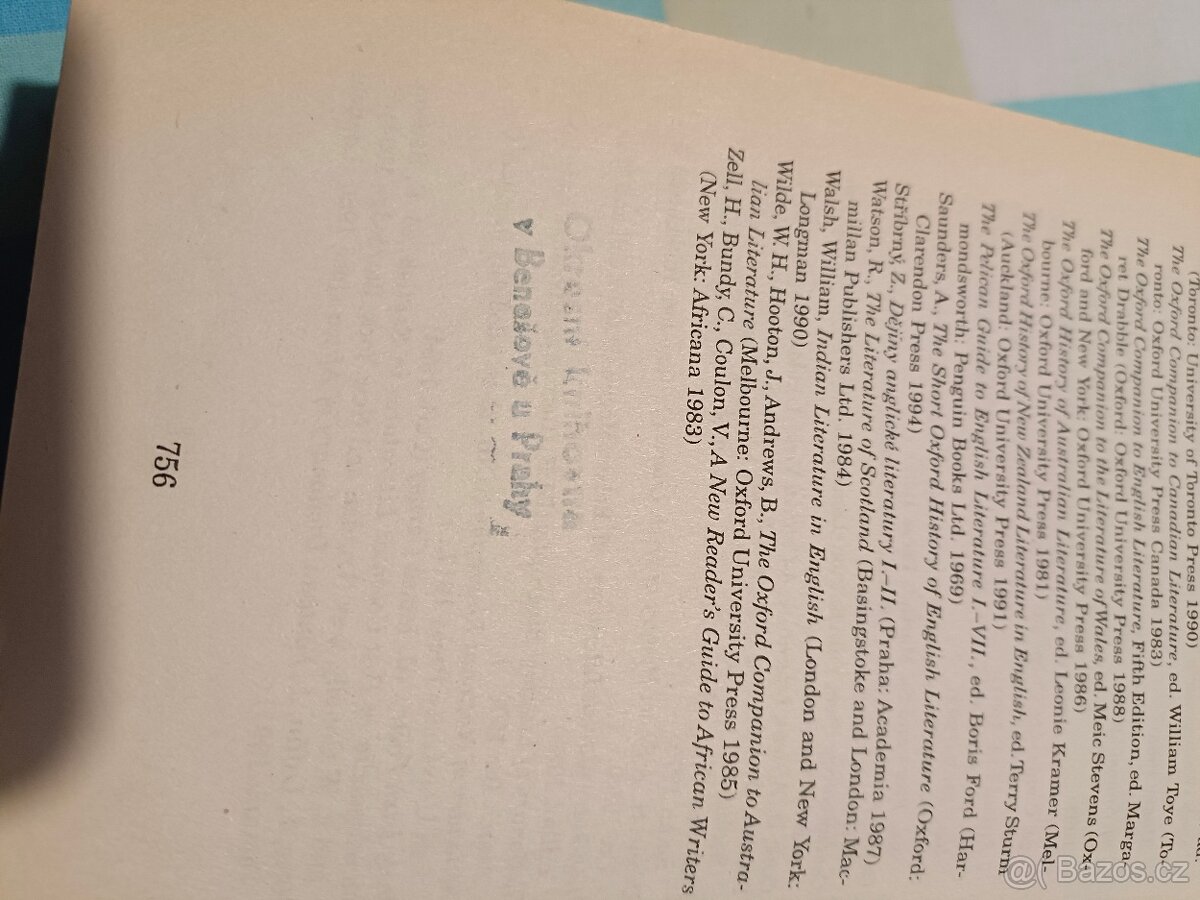 (Toronto: University of Toronto Press 1990)
The Oxford Companion to Canadian Literature, ed. William Toye (To-
ronto: Oxford University Press Canada 1983)
The Oxford Companion to English Literature, Fifth Edition, ed. Marga-
ret Drabble (Oxford: Oxford University Press 1988)
The Oxford Companion to the Literature of Wales, ed. Meic Stevens (Ox-
ford and New York: Oxford University Press 1986)
The Oxford History of Australian Literature, ed. Leonie Kramer (Mel-
bourne: Oxford University Press 1981)
The Oxford History of New Zealand Literature in English, ed. Terry Sturm
(Auckland: Oxford University Press 1991)
The Pelican Guide to English Literature I.–VII., ed. Boris Ford (Har-
mondsworth: Penguin Books Ltd. 1969)
Saunders, A., The Short Oxford History of English Literature (Oxford:
Clarendon Press 1994)
Stříbrný, Z., Dějiny anglické literatury I.–II. (Praha: Academia 1987)
Watson, R., The Literature of Scotland (Basingstoke and London: Mac-
millan Publishers Ltd. 1984)
Walsh, William, Indian Literature in English (London and New York:
Longman 1990)
Wilde, W. H., Hooton, J., Andrews, B., The Oxford Companion to Austra-
lian Literature (Melbourne: Oxford University Press 1985)
Zell, H., Bundy, C., Coulon, V., A New Reader's Guide to African Writers
(New York: Africana 1983)
Okresní knihovna
v Benešově u Prahy
756
@( Bazos.cz